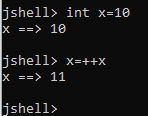 jshell> int x=10
x ==> 10
jshell> x=++x
x ==> 11
jshell>